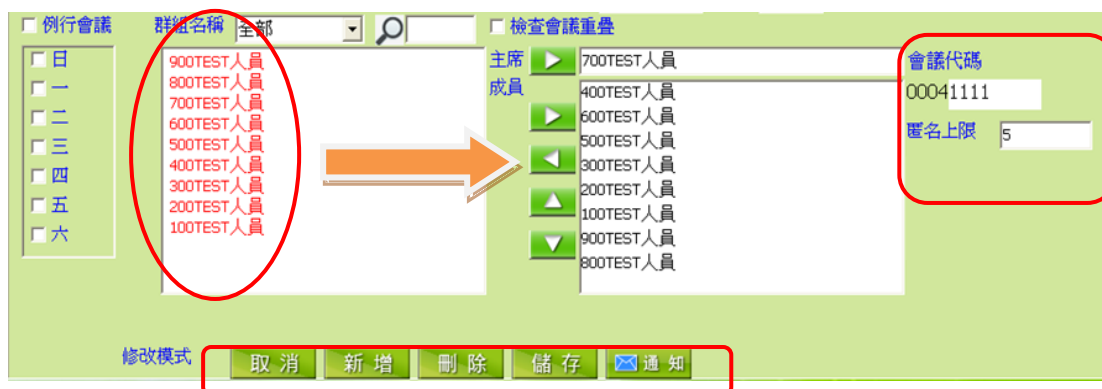 例行會議 群組名稱 全部 檢查會議重疊
日
一
二
三
四
五
六
900TEST人員
800TEST人員
700TEST人員
600TEST人員
500TEST人員
400TEST人員
300TEST人員
200TEST人員
100TEST人員
主席 700TEST人員
成員
400TEST人員
600TEST人員
500TEST人員
300TEST人員
200TEST人員
100TEST人員
900TEST人員
800TEST人員
會議代碼
00041111
匿名上限 5
修改模式 取消 新增 刪除 儲存 通知